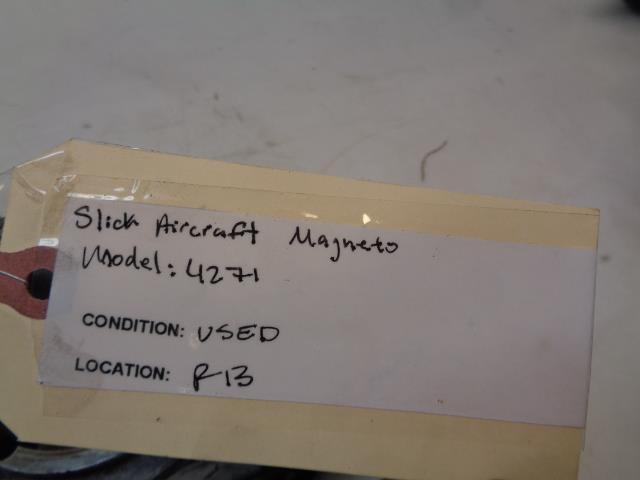 Slick Aircraft Magneto
Model: 4271
CONDITION: USED
LOCATION: R13